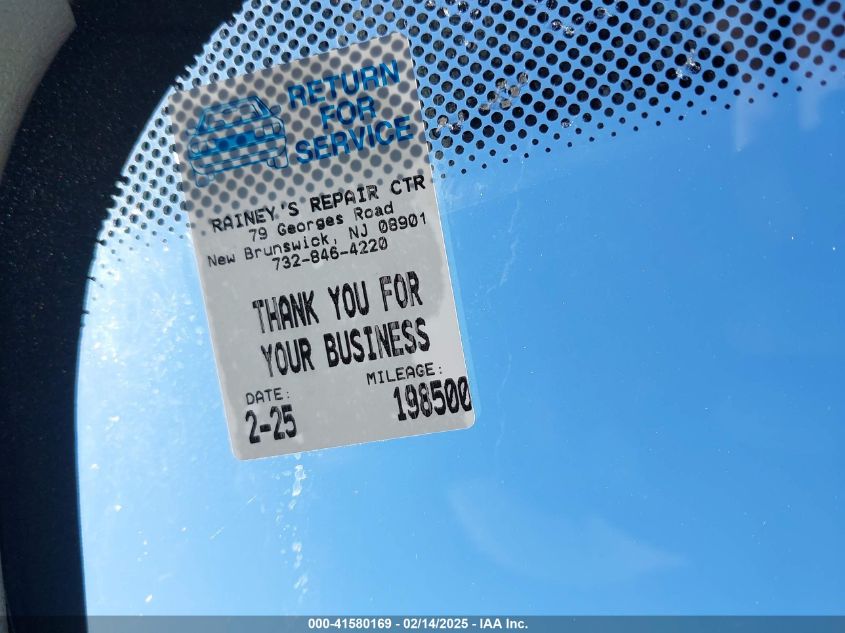 RETURN
FOR
SERVICE
RAINEY'S REPAIR CTR
79 Georges Road
New Brunswick, NJ 08901
732-846-4220
THANK YOU FOR
YOUR BUSINESS
DATE: MILEAGE:
2-25 198500
000-41580169 - 02/14/2025 - IAA Inc.